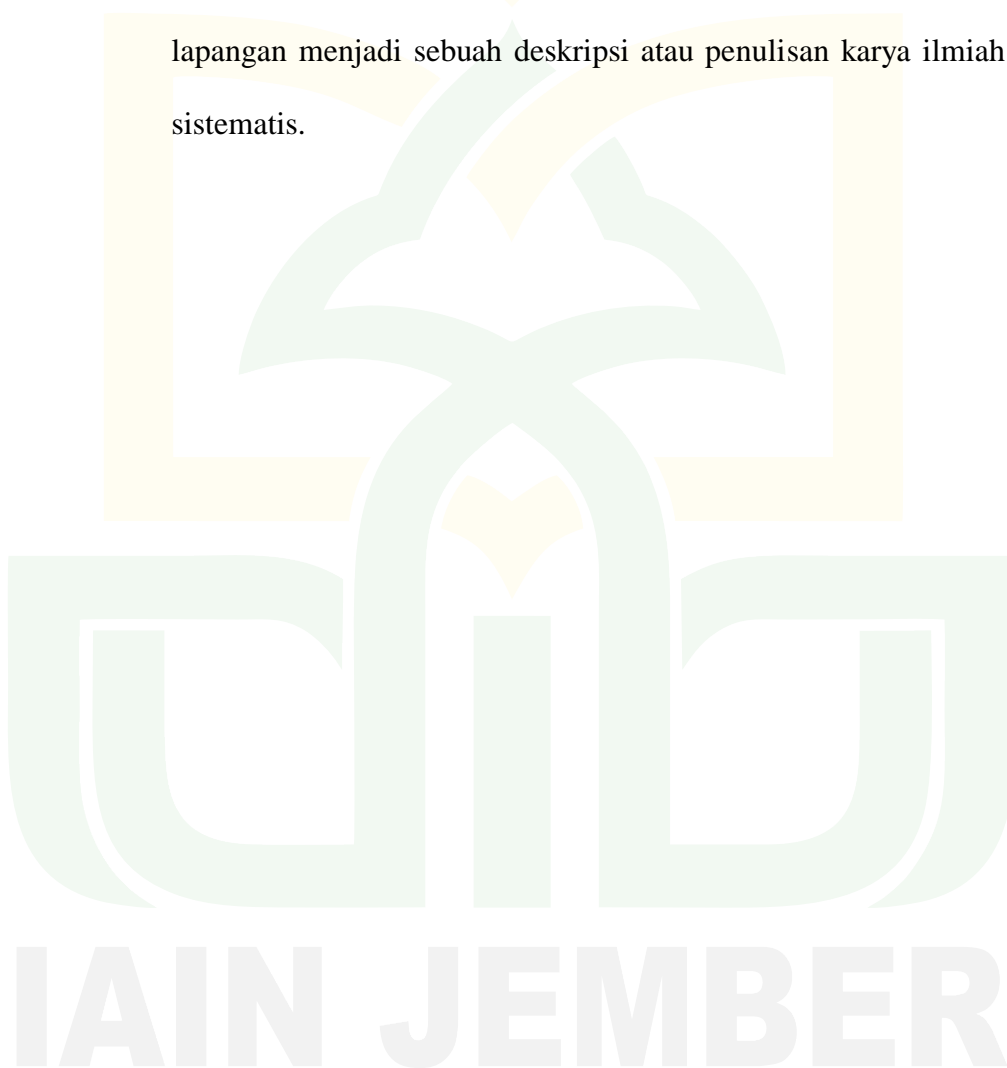 lapangan menjadi sebuah deskripsi atau penulisan karya ilmiah
sistematis.
IAIN JEMBER